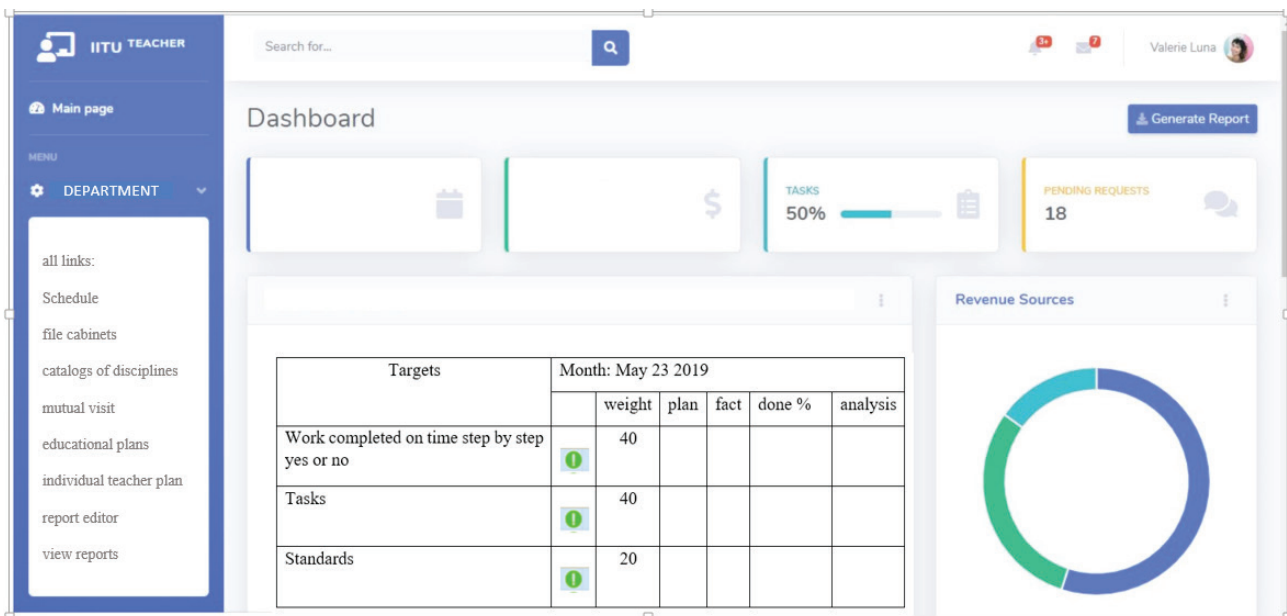 IITU TEACHER
Search for...
3+
7
Valerie Luna
Main page
Dashboard
Generate Report
MENU
DEPARTMENT
TASKS
50%
PENDING REQUESTS
18
all links:
Schedule
file cabinets
catalogs of disciplines
mutual visit
educational plans
individual teacher plan
report editor
view reports
Revenue Sources
Targets
Month: May 23 2019
weight plan fact done % analysis
Work completed on time step by step
yes or no
40
Tasks
40
Standards
20